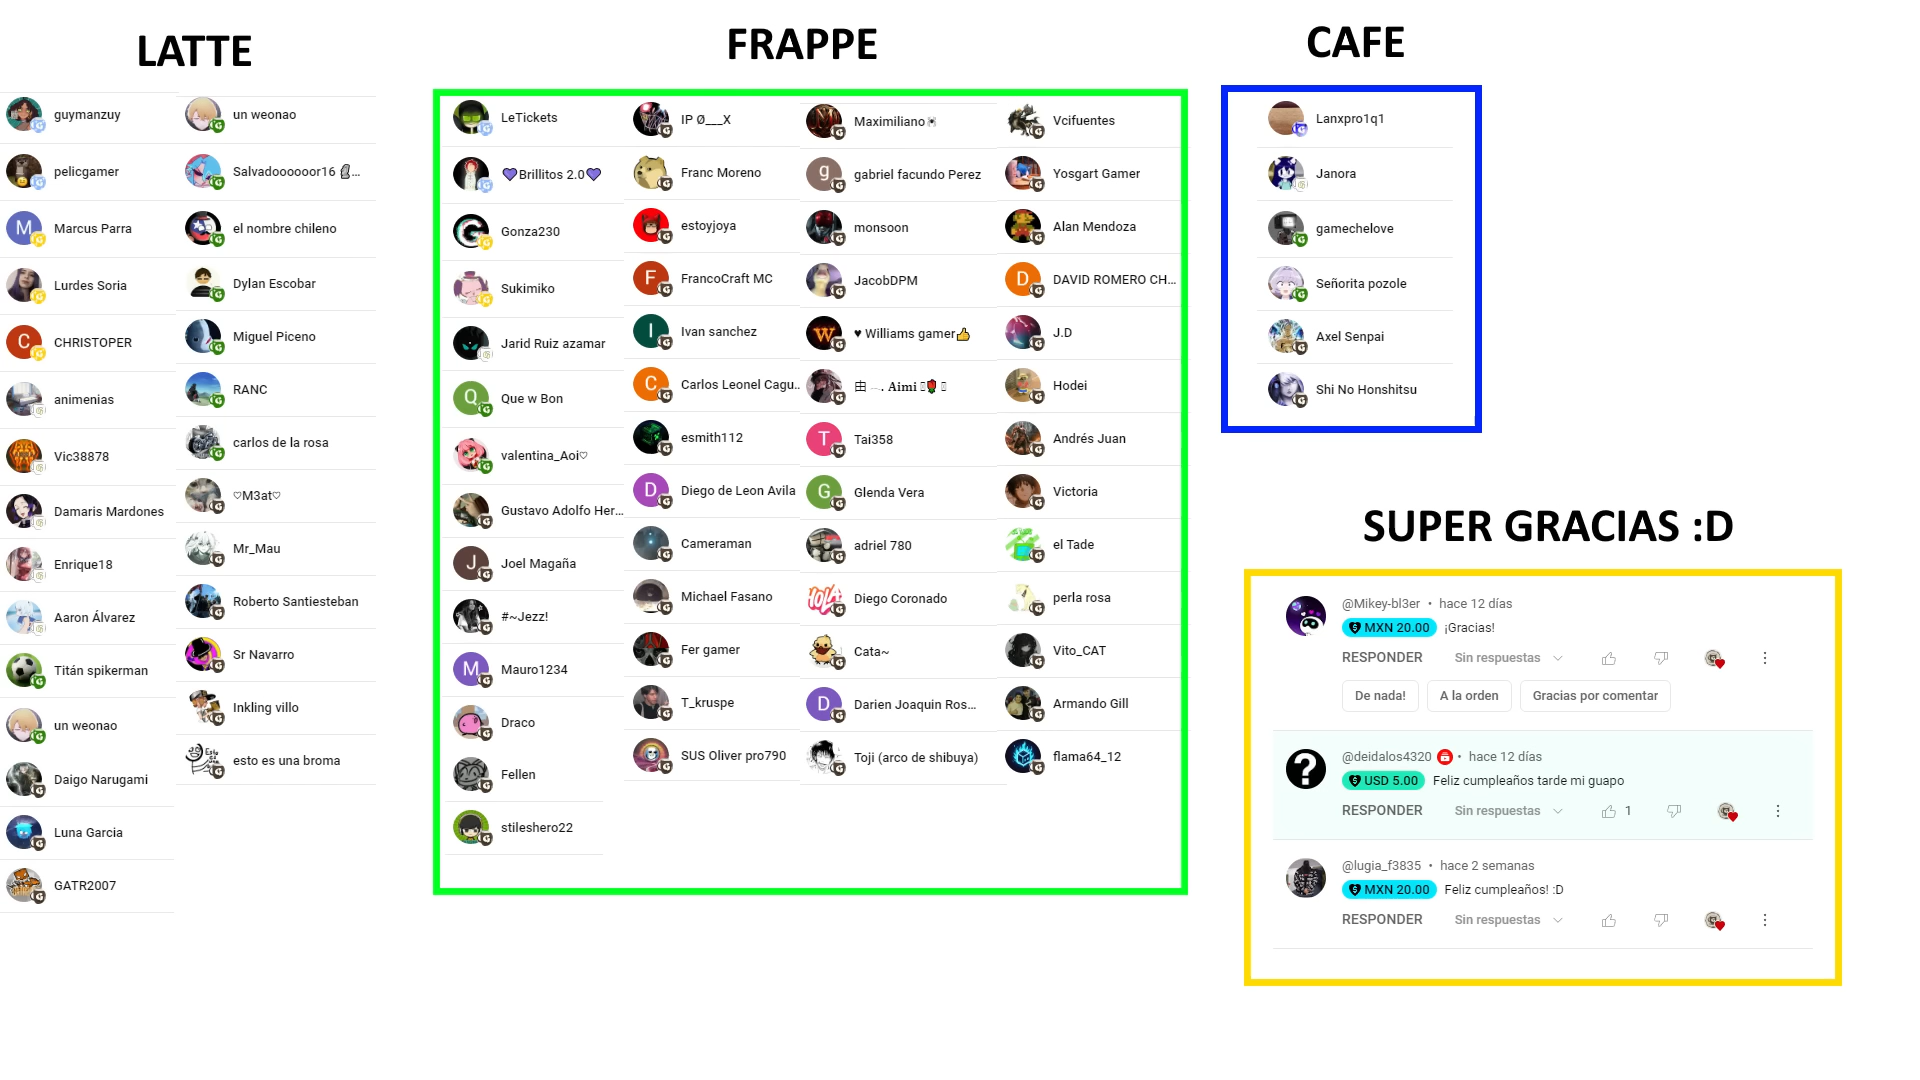 LATTE
guymanzuy
pelicgamer
Marcus Parra
Lurdes Soria
CHRISTOPER
animenias
Vic38878
Damaris Mardones
Enrique18
Aaron Álvarez
Titán spikerman
un weonao
Daigo Narugami
Luna Garcia
GATR2007
un weonao
Salvadoooooor16 🗿...
el nombre chileno
Dylan Escobar
Miguel Piceno
RANC
carlos de la rosa
♡M3at♡
Mr_Mau
Roberto Santiesteban
Sr Navarro
Inkling villo
esto es una broma
FRAPPE
LeTickets
💜Brillitos 2.0💜
Gonza230
Sukimiko
Jarid Ruiz azamar
Que w Bon
valentina_Aoi♡
Gustavo Adolfo Her...
Joel Magaña
#~Jezz!
Mauro1234
Draco
Fellen
stileshero22
IP Ø___X
Franc Moreno
estoyjoya
FrancoCraft MC
Ivan sanchez
Carlos Leonel Cagu..
esmith112
Diego de Leon Avila
Cameraman
Michael Fasano
Fer gamer
T_kruspe
SUS Oliver pro790
Maximiliano
gabriel facundo Perez
monsoon
JacobDPM
♥ Williams gamer👍
由 ︷. Aimi 🌹
Tai358
Glenda Vera
adriel 780
Diego Coronado
Cata~
Darien Joaquin Ros...
Toji (arco de shibuya)
Vcifuentes
Yosgart Gamer
Alan Mendoza
DAVID ROMERO CH...
J.D
Hodei
Andrés Juan
Victoria
el Tade
perla rosa
Vito_CAT
Armando Gill
flama64_12
CAFE
Lanxpro1q1
Janora
gamechelove
Señorita pozole
Axel Senpai
Shi No Honshitsu
SUPER GRACIAS :D
@Mikey-bl3er • hace 12 días
MXN 20.00 ¡Gracias!
RESPONDER Sin respuestas
De nada! A la orden Gracias por comentar
@deidalos4320 • hace 12 días
USD 5.00 Feliz cumpleaños tarde mi guapo
RESPONDER Sin respuestas 1
@lugia_f3835 • hace 2 semanas
MXN 20.00 Feliz cumpleaños! :D
RESPONDER Sin respuestas